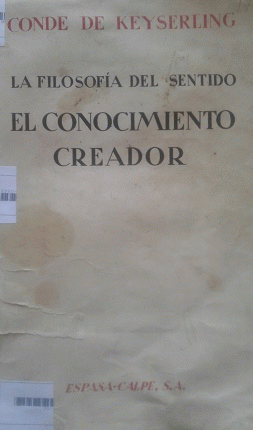 CONDE DE KEYSERLING
LA FILOSOFÍA DEL SENTIDO
EL CONOCIMIENTO
CREADOR
ESPASA-CALPE, S.A.